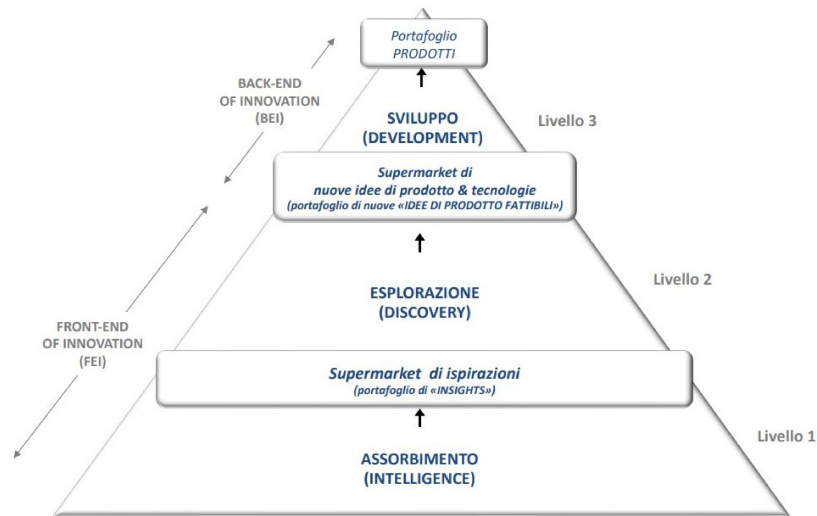 Portafoglio
PRODOTTI
BACK-END
OF INNOVATION
(BEI)
SVILUPPO
(DEVELOPMENT)
Livello 3
Supermarket di
nuove idee di prodotto & tecnologie
(portafoglio di nuove «IDEE DI PRODOTTO FATTIBILI»)
ESPLORAZIONE
(DISCOVERY)
Livello 2
FRONT-END
OF INNOVATION
(FEI)
Supermarket di ispirazioni
(portafoglio di «INSIGHTS»)
ASSORBIMENTO
(INTELLIGENCE)
Livello 1